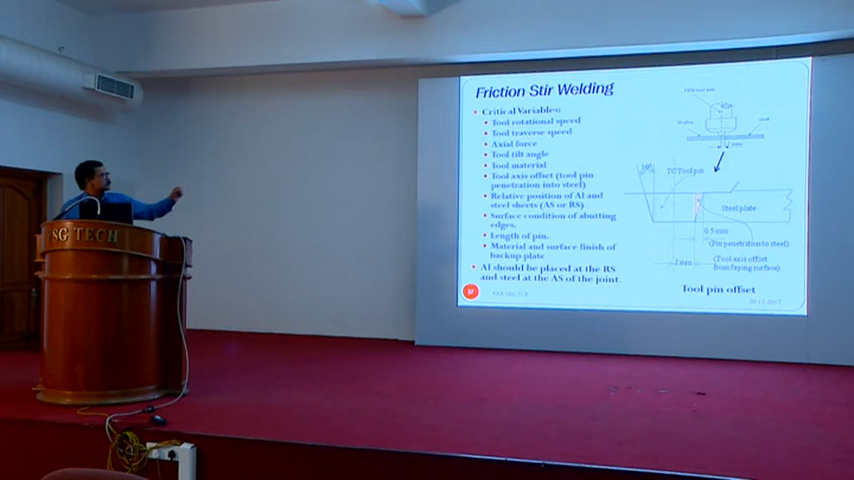 Friction Stir Welding
Critical Variables:
Tool rotational speed
Tool traverse speed
Axial force
Tool tilt angle
Tool material
Tool axis offset (tool pin
penetration into steel)
Relative position of Al and
steel sheets (AS or RS)
Surface condition of abutting
edges.
Length of pin.
Material and surface finish of
backup plate
Al should be placed at the RS
and steel at the AS of the joint.
TC Tool pin
Steel plate
0.5 mm
(Pin penetration to steel)
1 mm
(Tool axis offset
from faying surface)
Tool pin offset
SG TECH